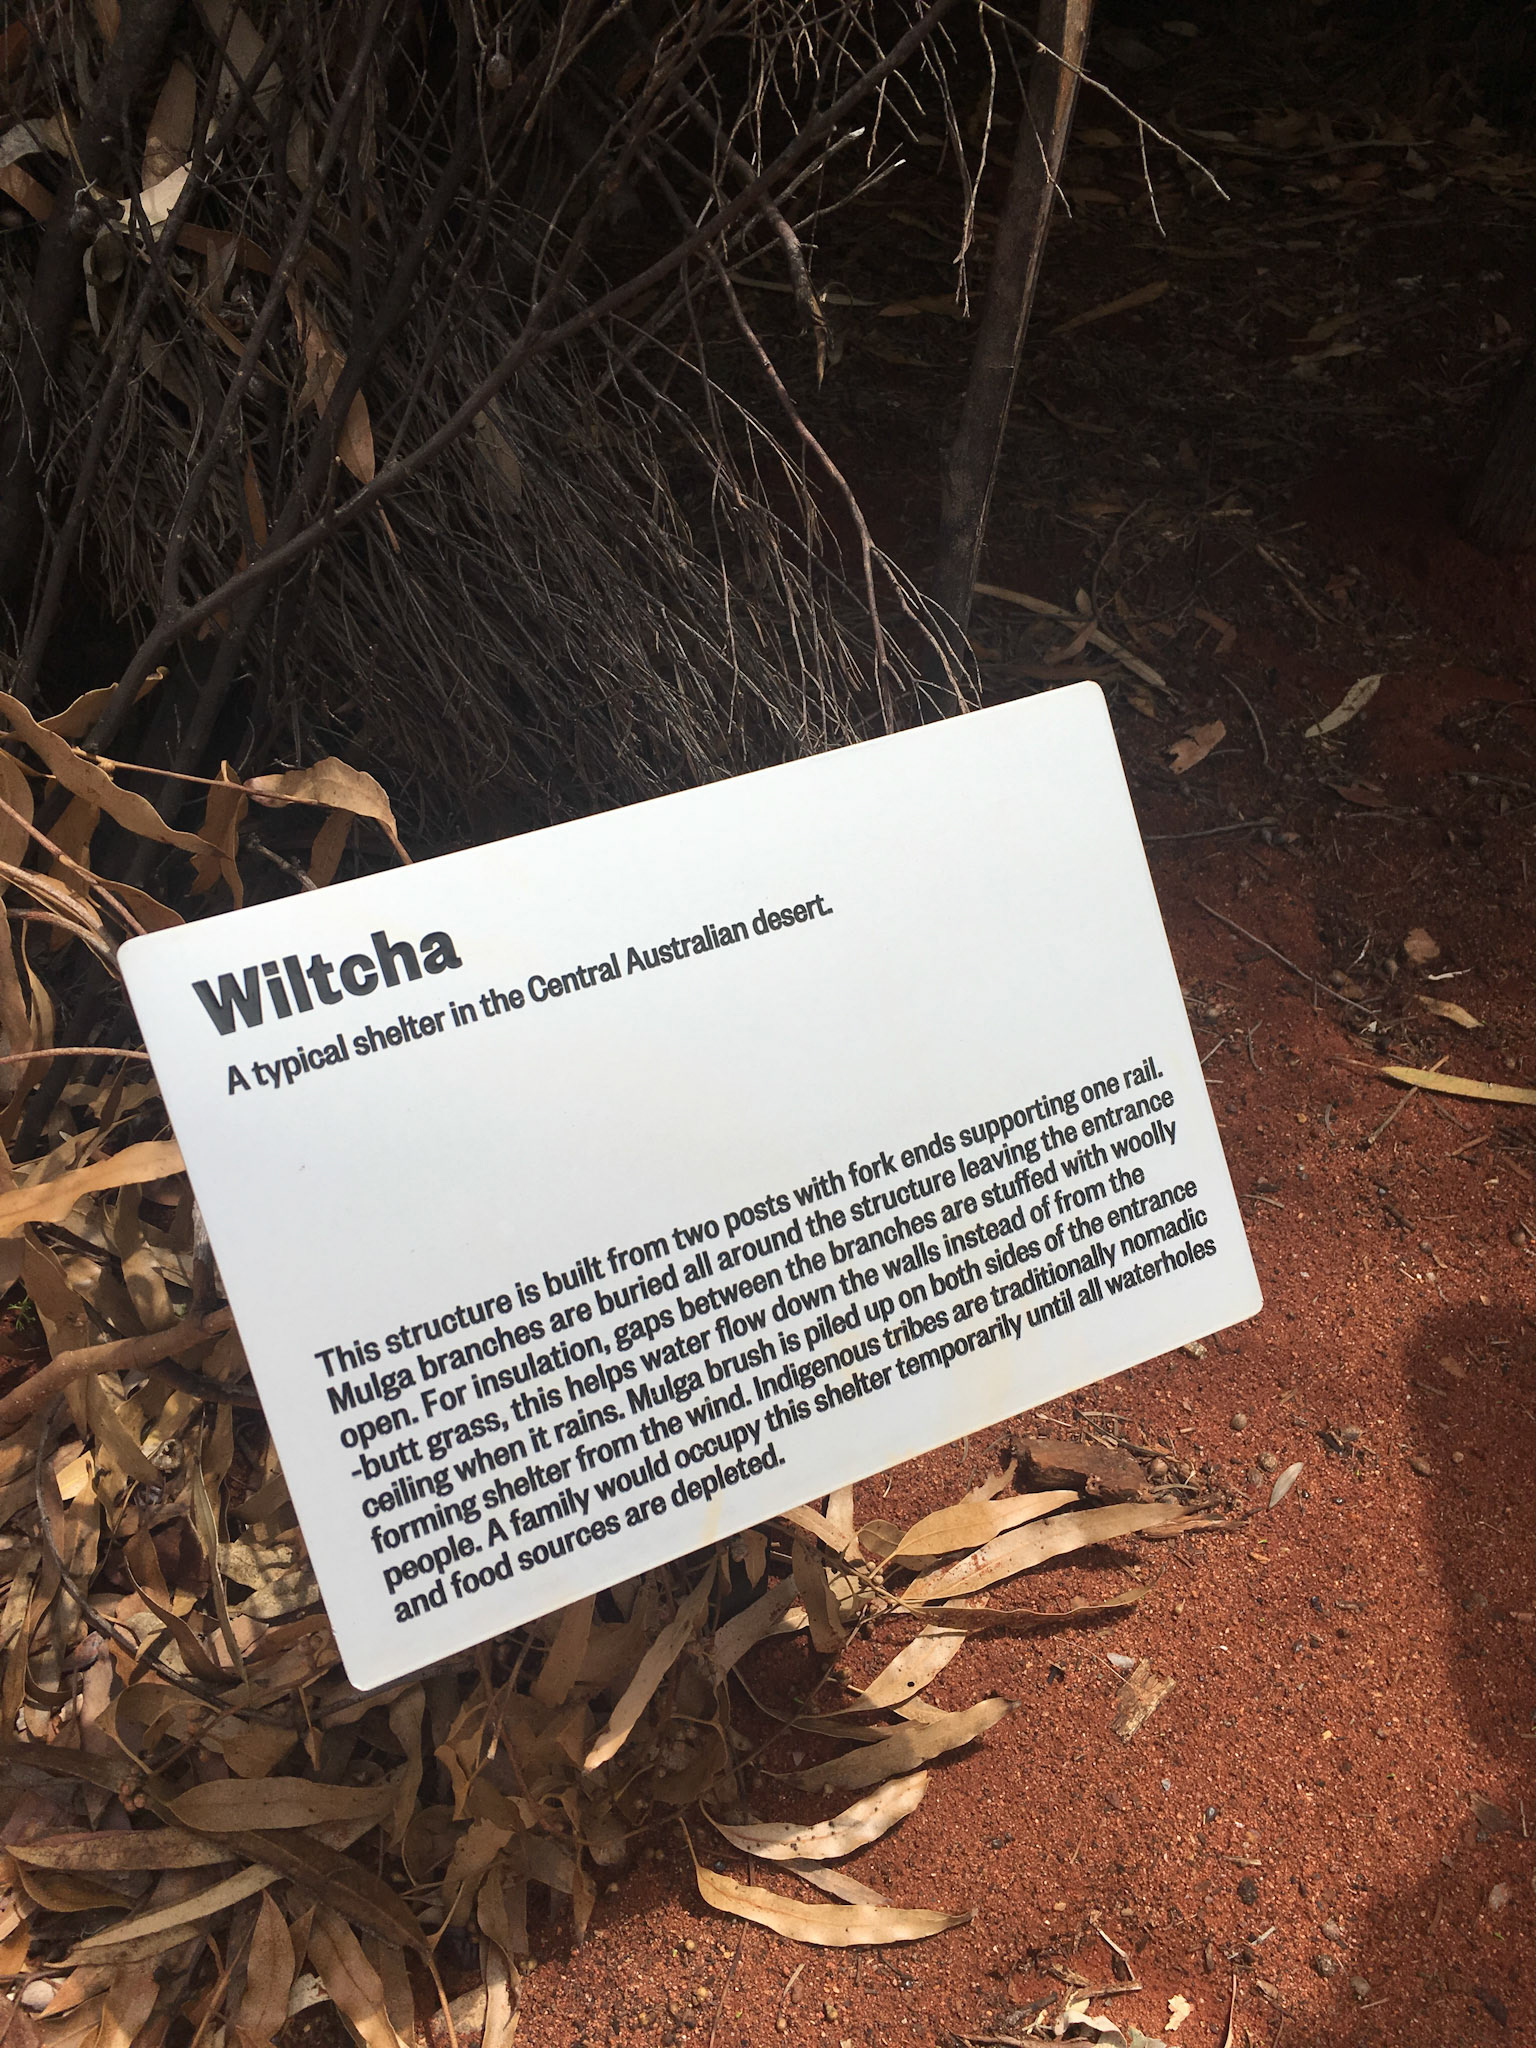 Wiltcha
A typical shelter in the Central Australian desert.
This structure is built from two posts with fork ends supporting one rail.
Mulga branches are buried all around the structure leaving the entrance
open. For insulation, gaps between the branches are stuffed with woolly
-butt grass, this helps water flow down the walls instead of from the
ceiling when it rains. Mulga brush is piled up on both sides of the entrance
forming shelter from the wind. Indigenous tribes are traditionally nomadic
people. A family would occupy this shelter temporarily until all waterholes
and food sources are depleted.